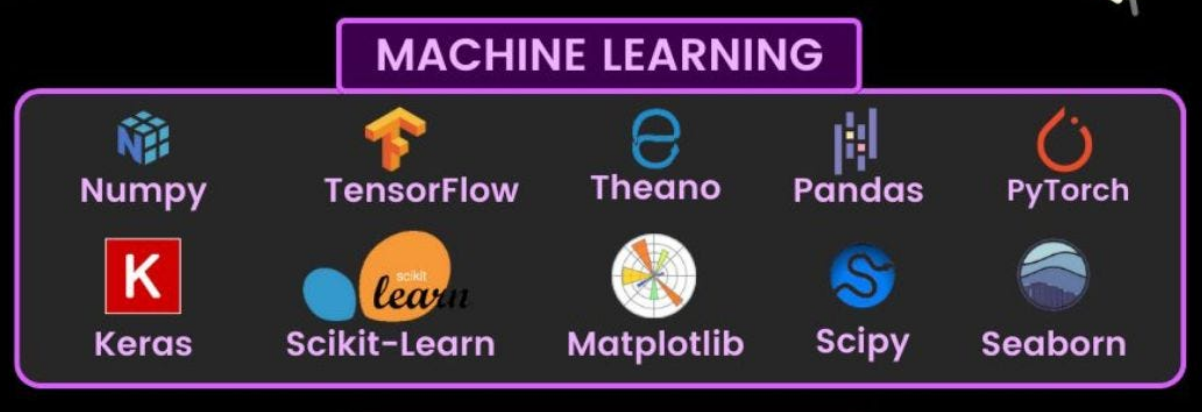 MACHINE LEARNING
Numpy TensorFlow Theano Pandas PyTorch
K scikit learn
Keras Scikit-Learn Matplotlib Scipy Seaborn